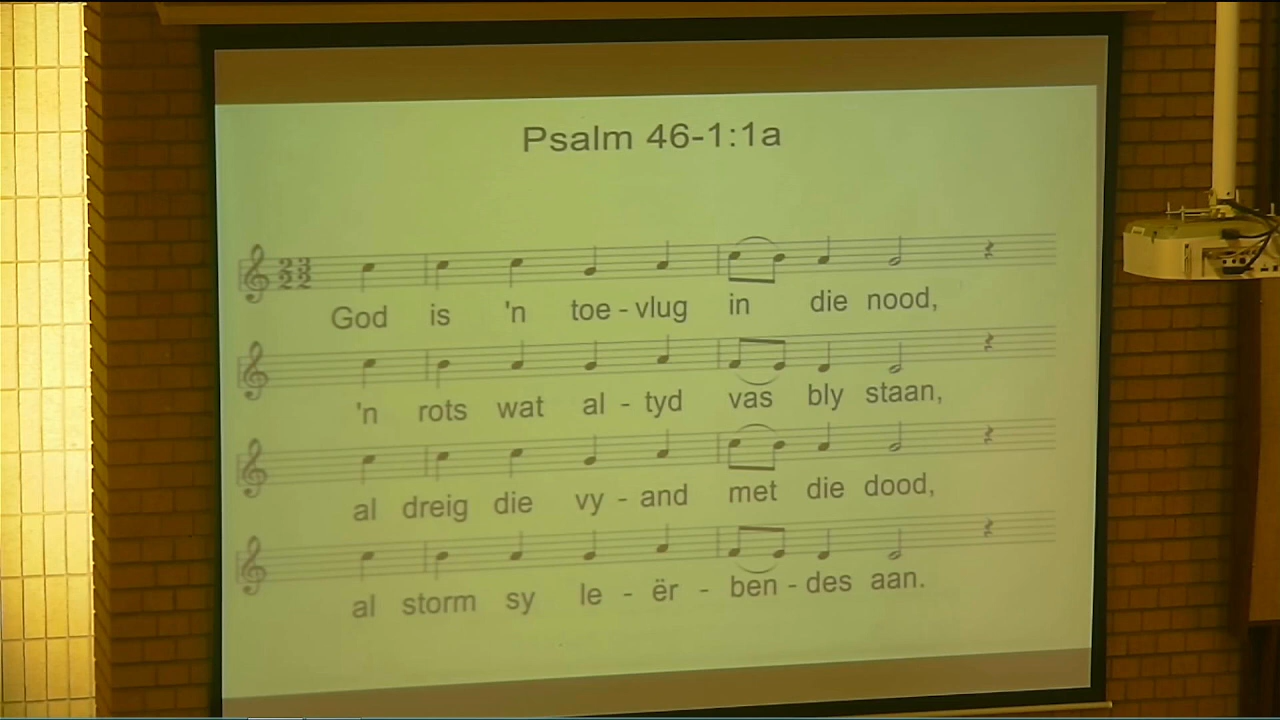 Psalm 46-1:1a
God is 'n toe - vlug in die nood,
'n rots wat al - tyd vas bly staan,
al dreig die vy - and met die dood,
al storm sy le - ër - ben - des aan.